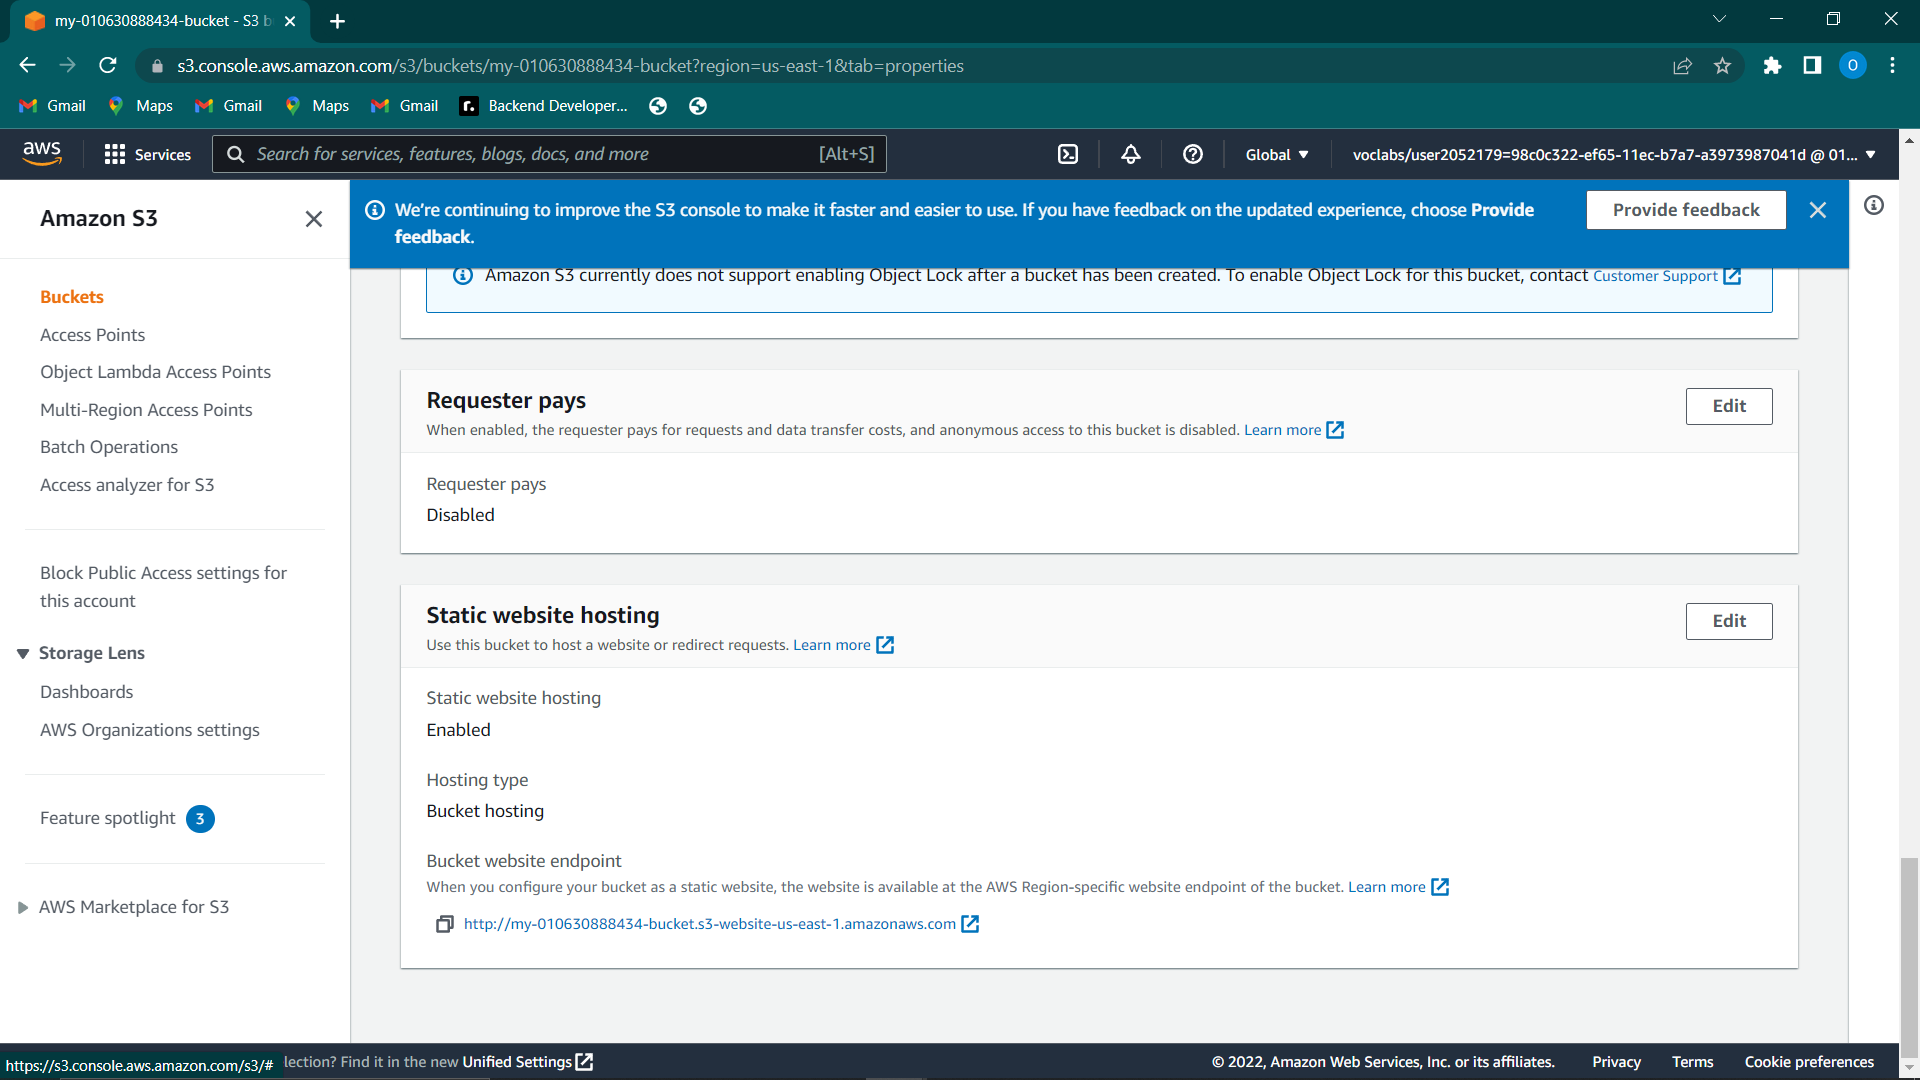 my-010630888434-bucket - S3 b
s3.console.aws.amazon.com/s3/buckets/my-010630888434-bucket?region=us-east-1&tab=properties
O
Gmail
Maps
Gmail
Maps
Gmail
r.
Backend Developer...
aws
Services
Search for services, features, blogs, docs, and more
[Alt+S]
Global
voclabs/user2052179=98c0c322-ef65-11ec-b7a7-a3973987041d @ 01...
Amazon S3
We're continuing to improve the S3 console to make it faster and easier to use. If you have feedback on the updated experience, choose Provide
feedback.
Provide feedback
Buckets
Access Points
Object Lambda Access Points
Multi-Region Access Points
Batch Operations
Access analyzer for S3
Block Public Access settings for
this account
Storage Lens
Dashboards
AWS Organizations settings
Feature spotlight 3
AWS Marketplace for S3
Amazon S3 currently does not support enabling Object Lock after a bucket has been created. To enable Object Lock for this bucket, contact Customer Support
Requester pays
Edit
When enabled, the requester pays for requests and data transfer costs, and anonymous access to this bucket is disabled. Learn more
Requester pays
Disabled
Static website hosting
Edit
Use this bucket to host a website or redirect requests. Learn more
Static website hosting
Enabled
Hosting type
Bucket hosting
Bucket website endpoint
When you configure your bucket as a static website, the website is available at the AWS Region-specific website endpoint of the bucket. Learn more
http://my-010630888434-bucket.s3-website-us-east-1.amazonaws.com
https://s3.console.aws.amazon.com/s3/#
lection? Find it in the new Unified Settings
© 2022, Amazon Web Services, Inc. or its affiliates.
Privacy
Terms
Cookie preferences